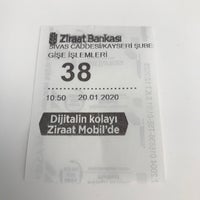 Ziraat Bankası
SİVAS CADDESİ/KAYSERİ ŞUBE
GİŞE İŞLEMLERİ
38
10:50 20.01.2020
Dijitalin kolayı
Ziraat Mobil'de